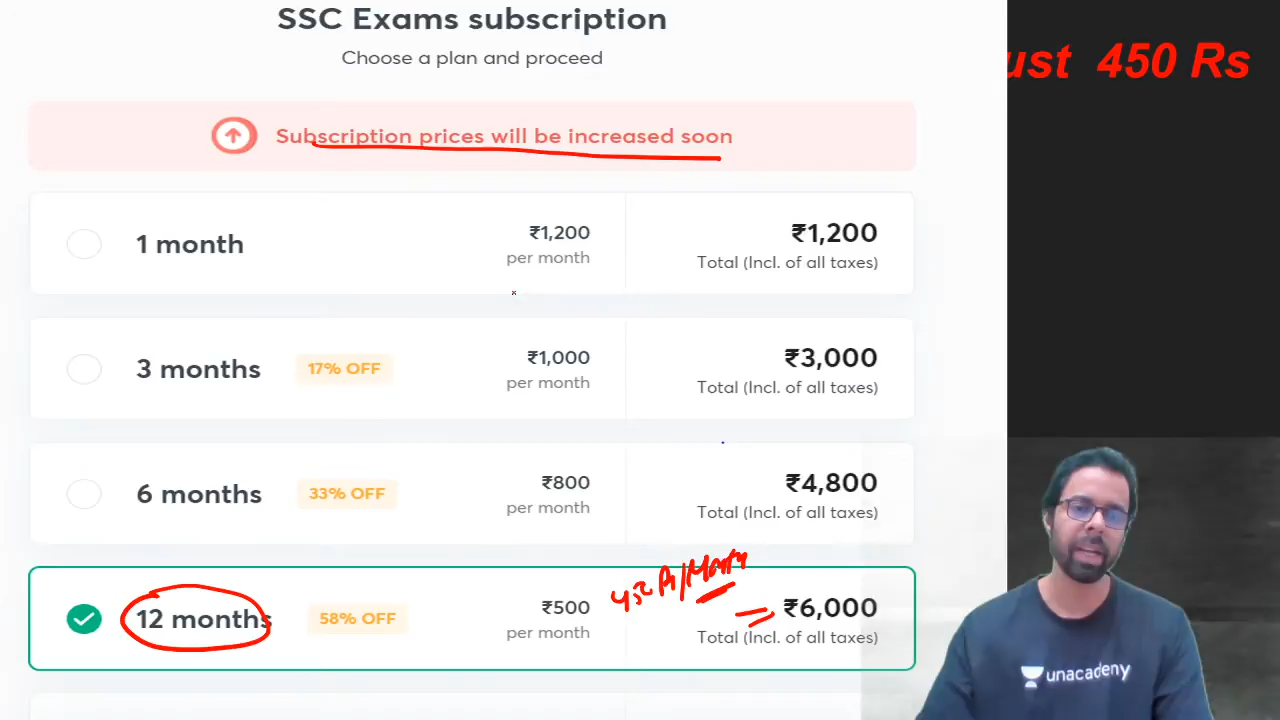 SSC Exams subscription
Choose a plan and proceed
ust 450 Rs
Subscription prices will be increased soon
1 month
₹1,200
per month
₹1,200
Total (Incl. of all taxes)
3 months
17% OFF
₹1,000
per month
₹3,000
Total (Incl. of all taxes)
6 months
33% OFF
₹800
per month
₹4,800
Total (Incl. of all taxes)
12 months
58% OFF
₹500
per month
₹6,000
Total (Incl. of all taxes)
unacademy